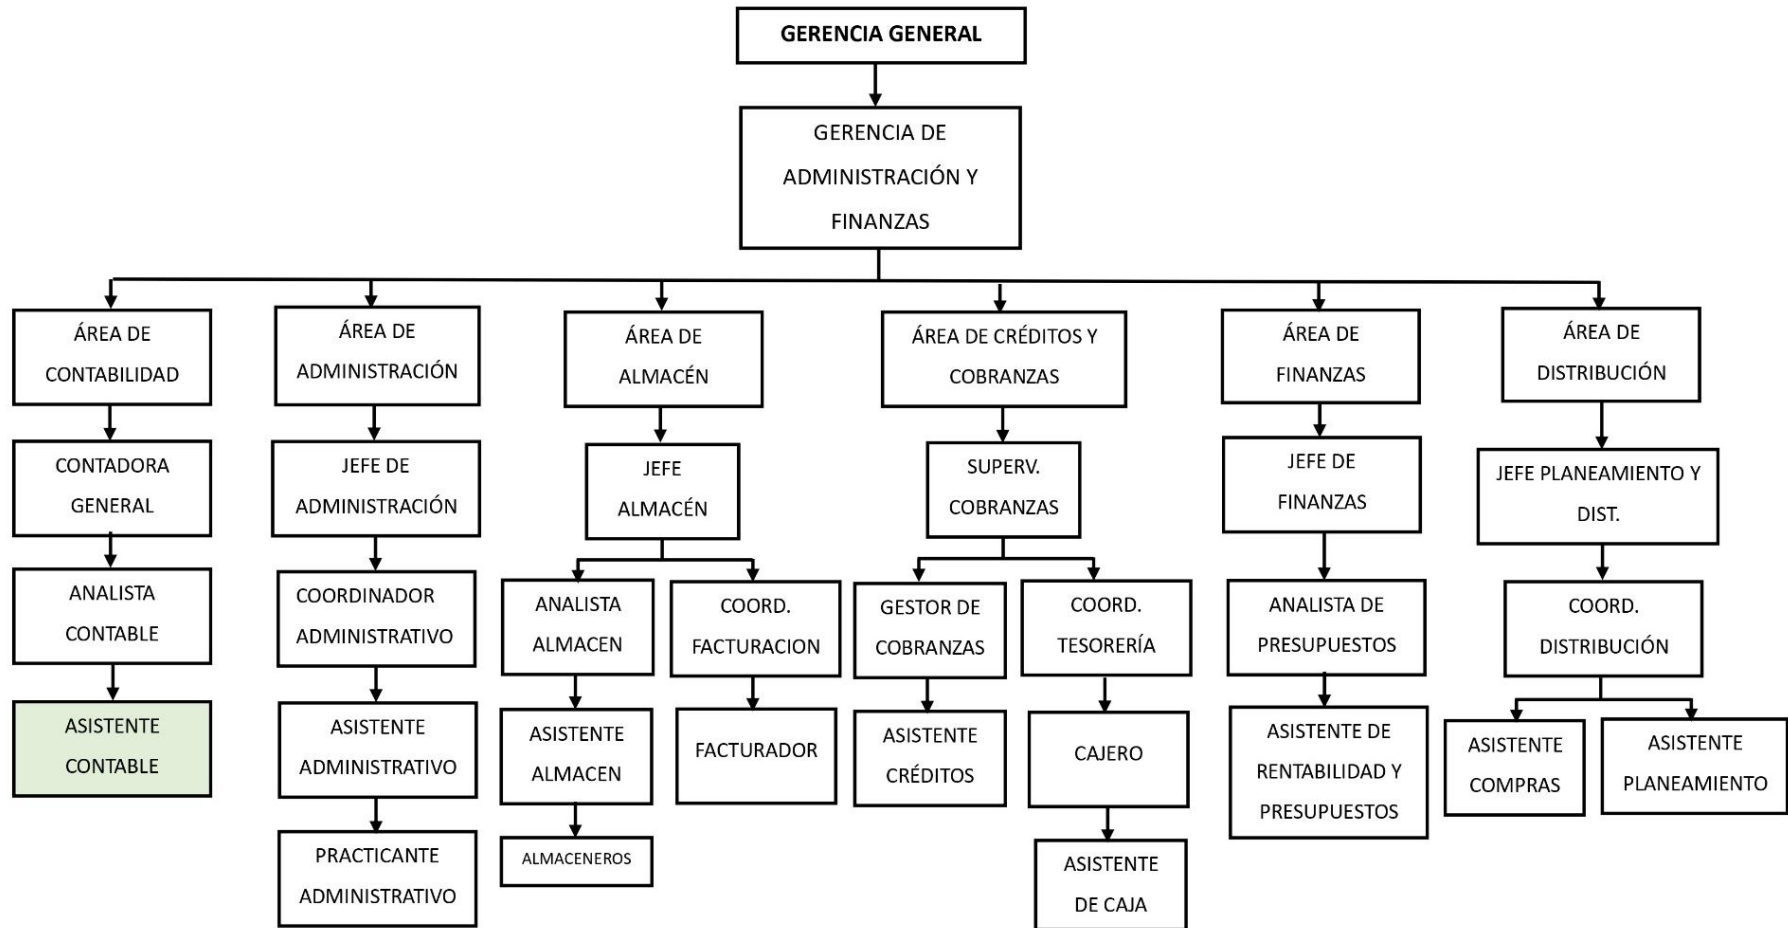 GERENCIA GENERAL
GERENCIA DE
ADMINISTRACIÓN Y
FINANZAS
ÁREA DE
CONTABILIDAD
ÁREA DE
ADMINISTRACIÓN
ÁREA DE
ALMACÉN
ÁREA DE CRÉDITOS Y
COBRANZAS
ÁREA DE
FINANZAS
ÁREA DE
DISTRIBUCIÓN
CONTADORA
GENERAL
JEFE DE
ADMINISTRACIÓN
JEFE
ALMACÉN
SUPERV.
COBRANZAS
JEFE DE
FINANZAS
JEFE PLANEAMIENTO Y
DIST.
ANALISTA
CONTABLE
COORDINADOR
ADMINISTRATIVO
ANALISTA
ALMACEN
COORD.
FACTURACION
GESTOR DE
COBRANZAS
COORD.
TESORERÍA
ANALISTA DE
PRESUPUESTOS
COORD.
DISTRIBUCIÓN
ASISTENTE
CONTABLE
ASISTENTE
ADMINISTRATIVO
ASISTENTE
ALMACEN
FACTURADOR
ASISTENTE
CRÉDITOS
CAJERO
ASISTENTE DE
RENTABILIDAD Y
PRESUPUESTOS
ASISTENTE
COMPRAS
ASISTENTE
PLANEAMIENTO
PRACTICANTE
ADMINISTRATIVO
ALMACENEROS
ASISTENTE
DE CAJA